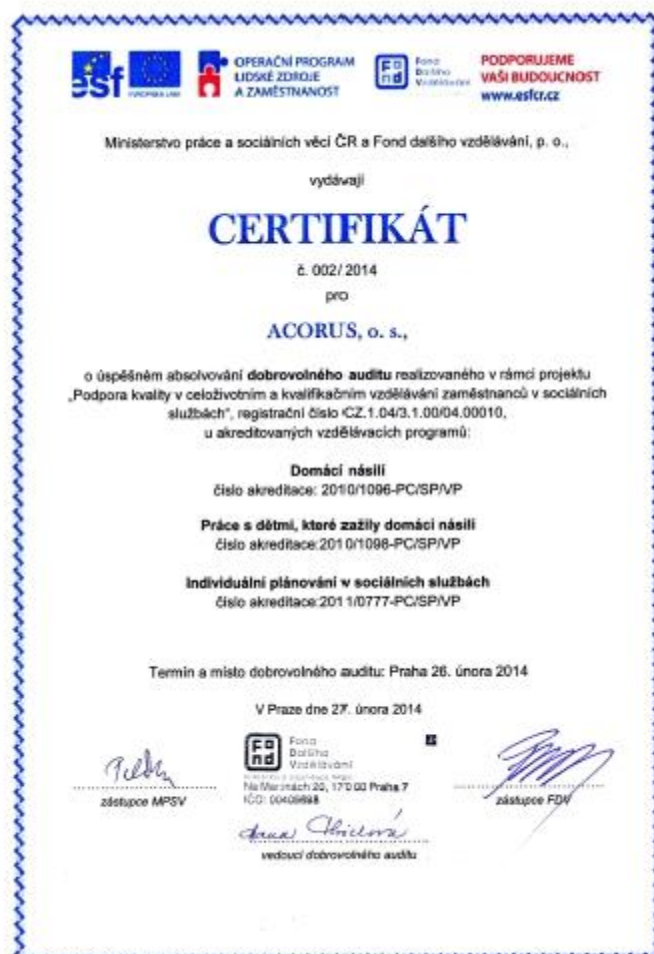 esf
OPERAČNÍ PROGRAM
LIDSKÉ ZDROJE
A ZAMĚSTNANOST
Fond
Dalšího
Vzdělávání
PODPORUJEME
VAŠI BUDOUCNOST
www.esfcr.cz
Ministerstvo práce a sociálních věcí ČR a Fond dalšího vzdělávání, p. o.,
vydávají
CERTIFIKÁT
č. 002/ 2014
pro
ACORUS, o. s.,
o úspěšném absolvování dobrovolného auditu realizovaného v rámci projektu
„Podpora kvality v celoživotním a kvalifikačním vzdělávání zaměstnanců v sociálních
službách", registrační číslo CZ.1.04/3.1.00/04.00010,
u akreditovaných vzdělávacích programů:
Domácí násilí
číslo akreditace: 2010/1096-PC/SP/VP
Práce s dětmi, které zažily domácí násilí
číslo akreditace:2010/1098-PC/SP/VP
Individuální plánování v sociálních službách
číslo akreditace:2011/0777-PC/SP/VP
Termín a místo dobrovolného auditu: Praha 26. února 2014
V Praze dne 27. února 2014
Fond
Dalšího
Vzdělávání
Na Maninách 20, 170 00 Praha 7
IČO: 00405698
zástupce MPSV
zástupce FDV
vedoucí dobrovolného auditu